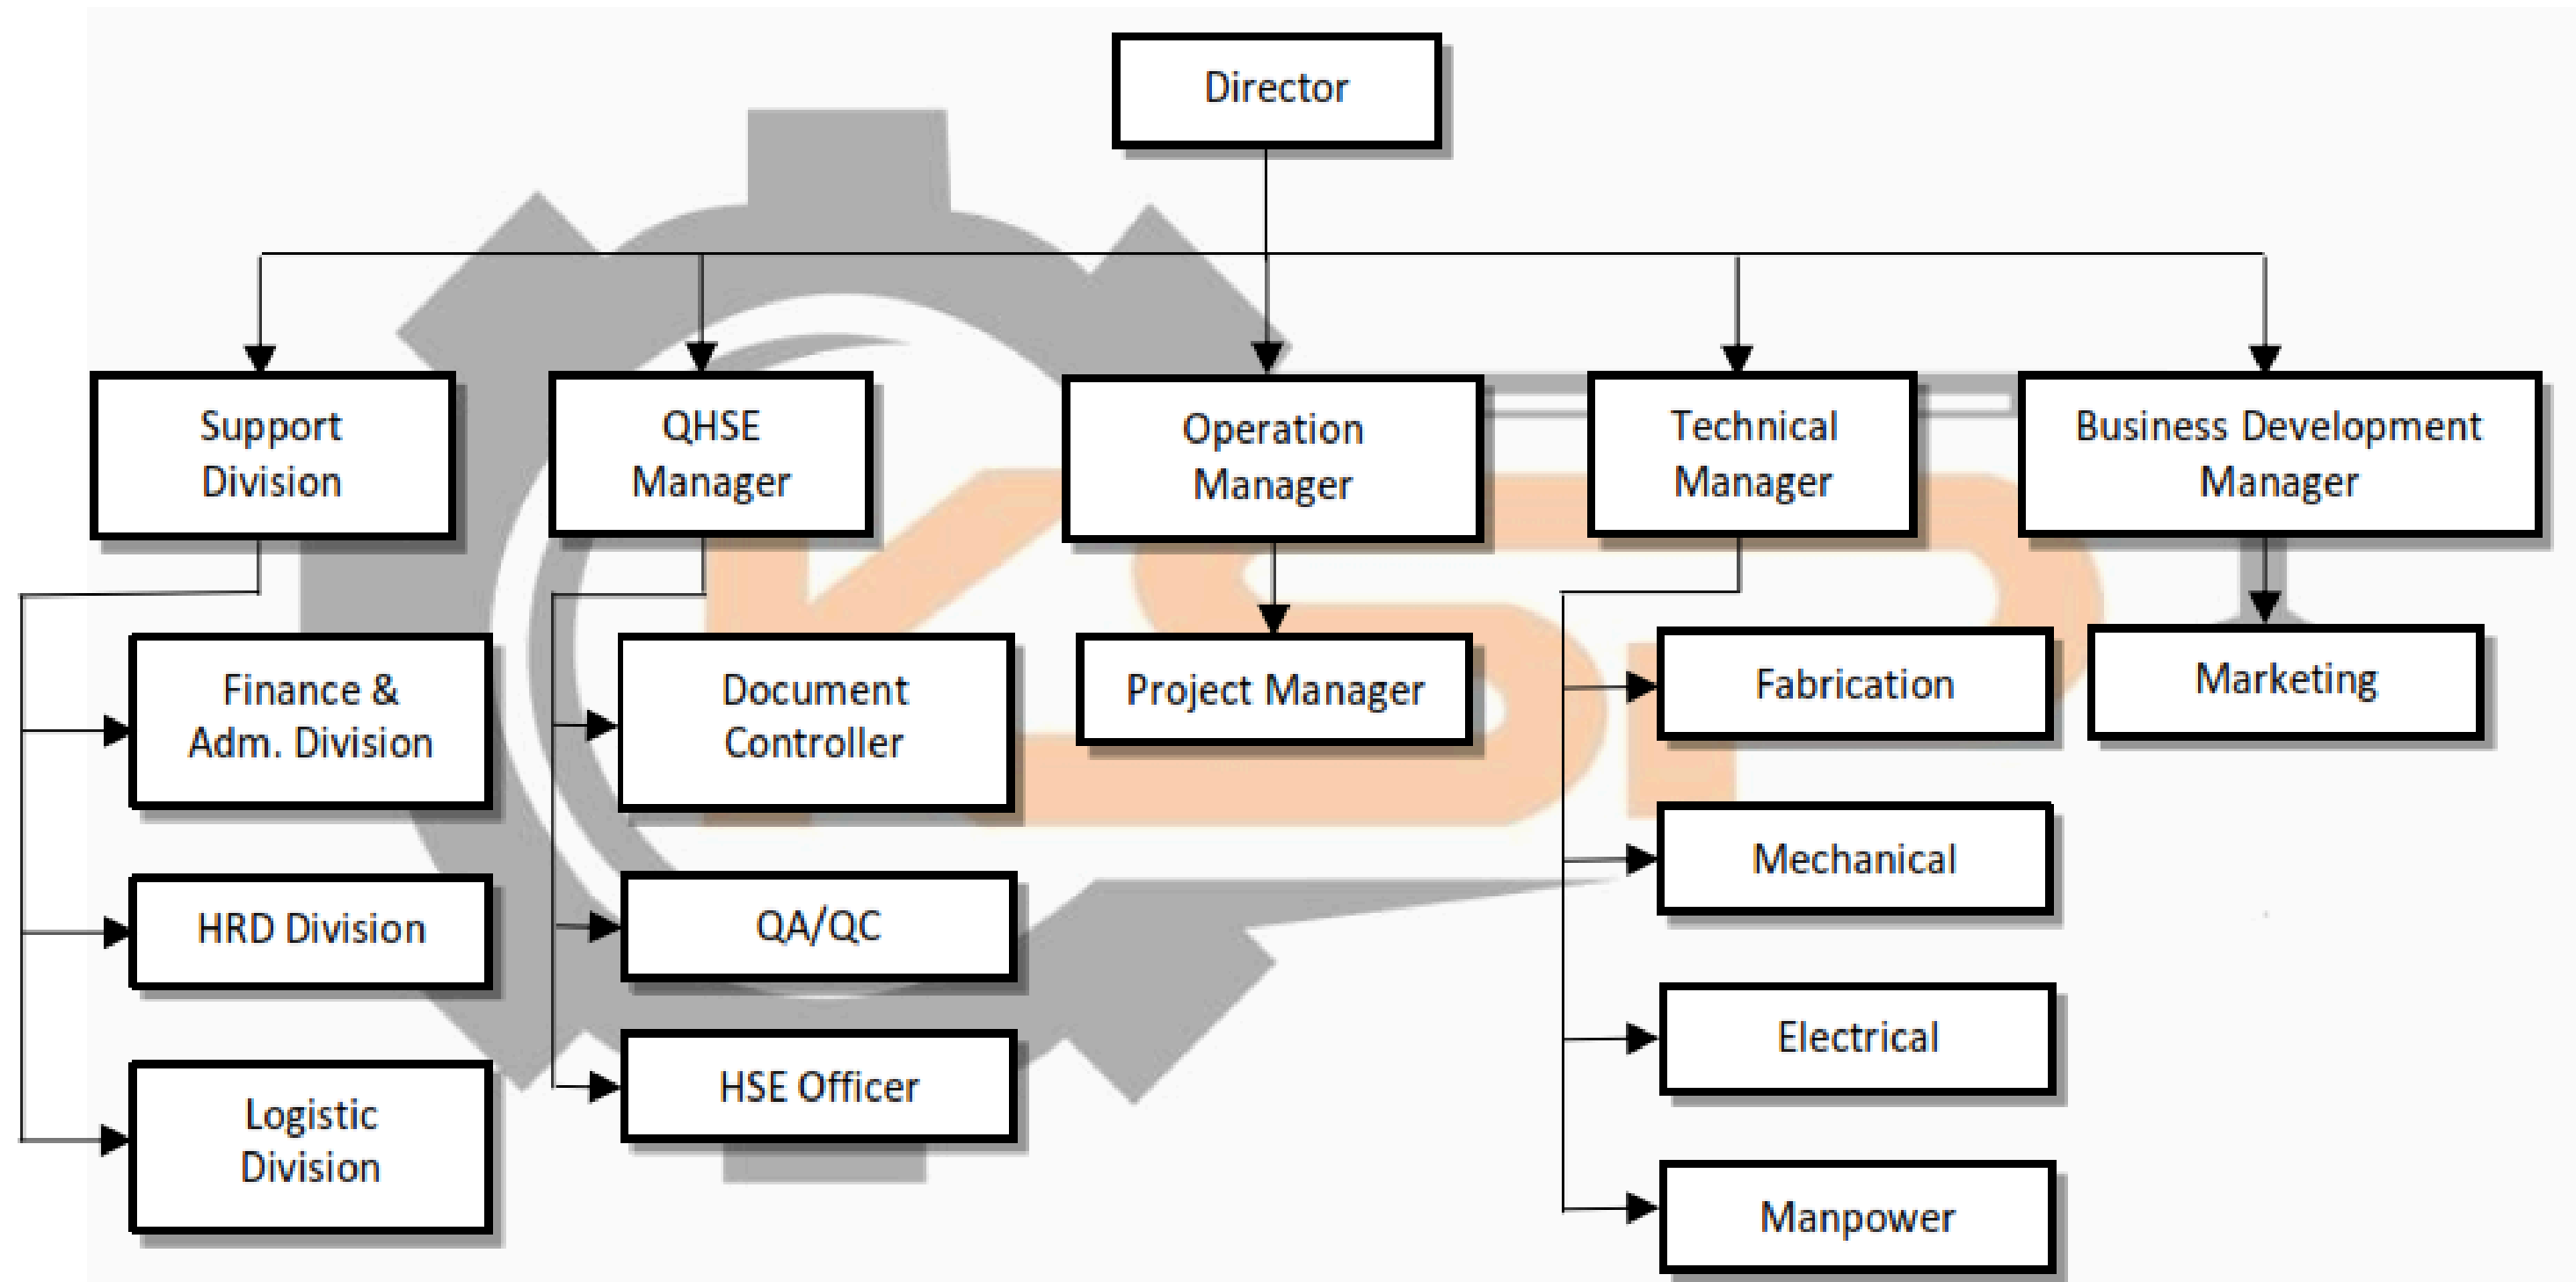 Director
Support
Division
QHSE
Manager
Operation
Manager
Technical
Manager
Business Development
Manager
Finance &
Adm. Division
HRD Division
Logistic
Division
Document
Controller
QA/QC
HSE Officer
Project Manager
Fabrication
Mechanical
Electrical
Manpower
Marketing